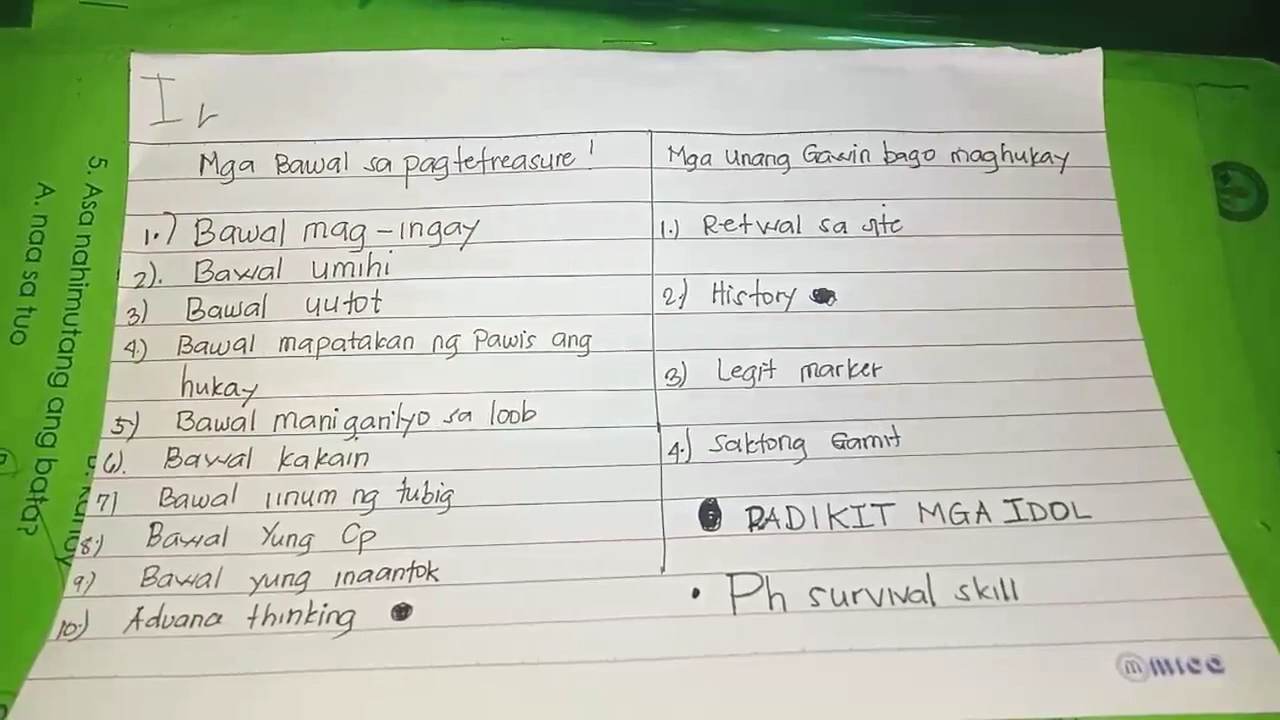 I
Mga Bawal sa pagtetreasure !
1.) Bawal mag-ingay
2). Bawal umihi
3) Bawal uutot
4.) Bawal mapatakan ng Pawis ang
hukay
5) Bawal manigarilyo sa loob
6). Bawal kakain
7) Bawal iinum ng tubig
8) Bawal Yung Cp
9.) Bawal yung inaantok
10.) Advana thinking
Mga Unang Gawin bago maghukay
1.) Retwal sa site
2.) History
3) Legit marker
4.) Saktong Gamit
PADIKIT MGA IDOL
• Ph survival skill
micc
5. Asa nahimutang ang bata?
A. naa sa tuo